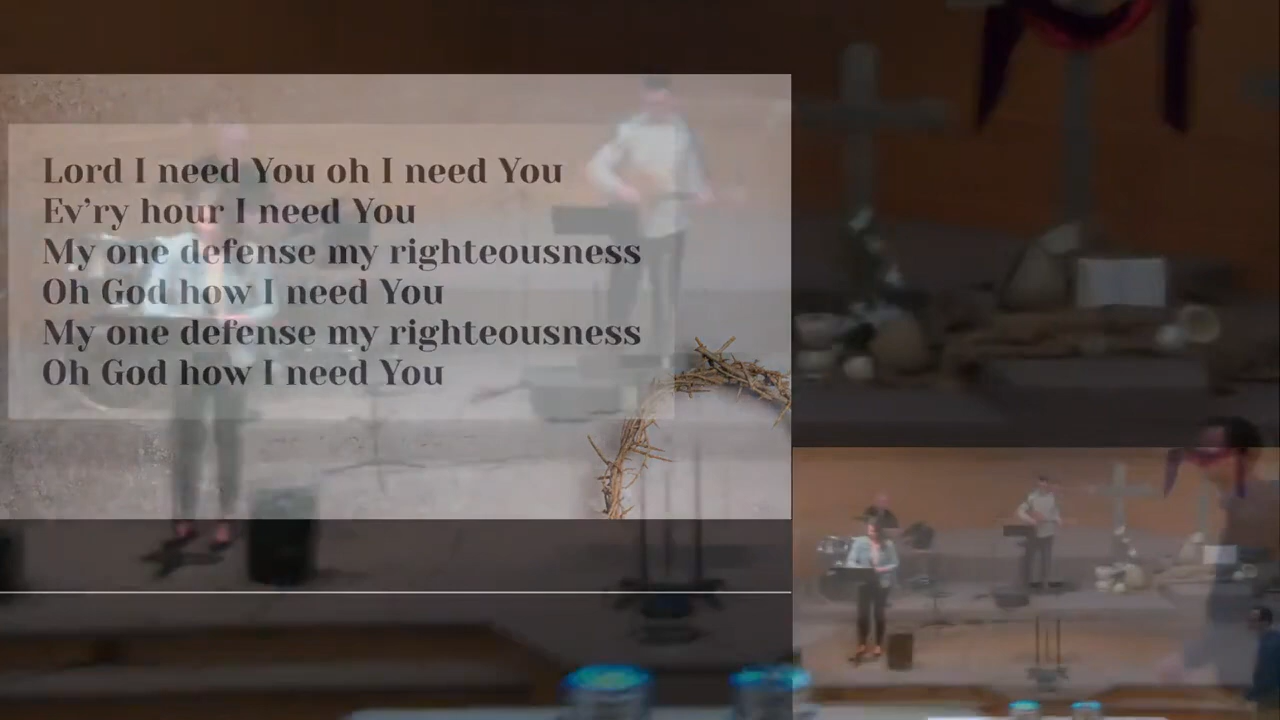 Lord I need You oh I need You
Ev’ry hour I need You
My one defense my righteousness
Oh God how I need You
My one defense my righteousness
Oh God how I need You